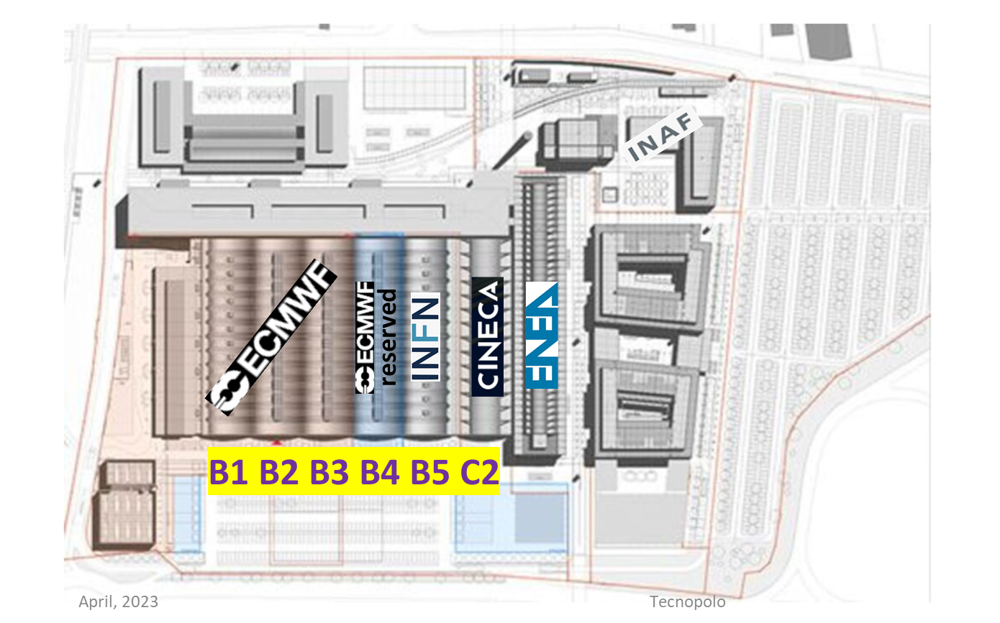 INAF
ECMWF
ECMWF
reserved
INFN
CINECA
ENEA
B1 B2 B3 B4 B5 C2
April, 2023
Tecnopolo